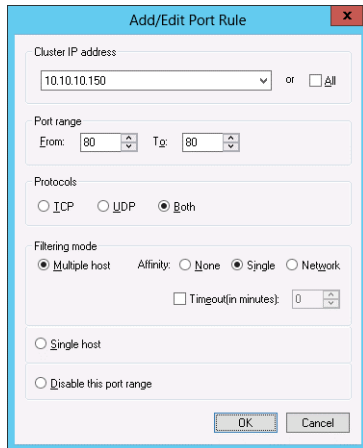 Add/Edit Port Rule
x
Cluster IP address
10.10.10.150 or All
Port range
From: 80 To: 80
Protocols
TCP UDP Both
Filtering mode
Multiple host Affinity: None Single Network
Timeout(in minutes): 0
Single host
Disable this port range
OK Cancel